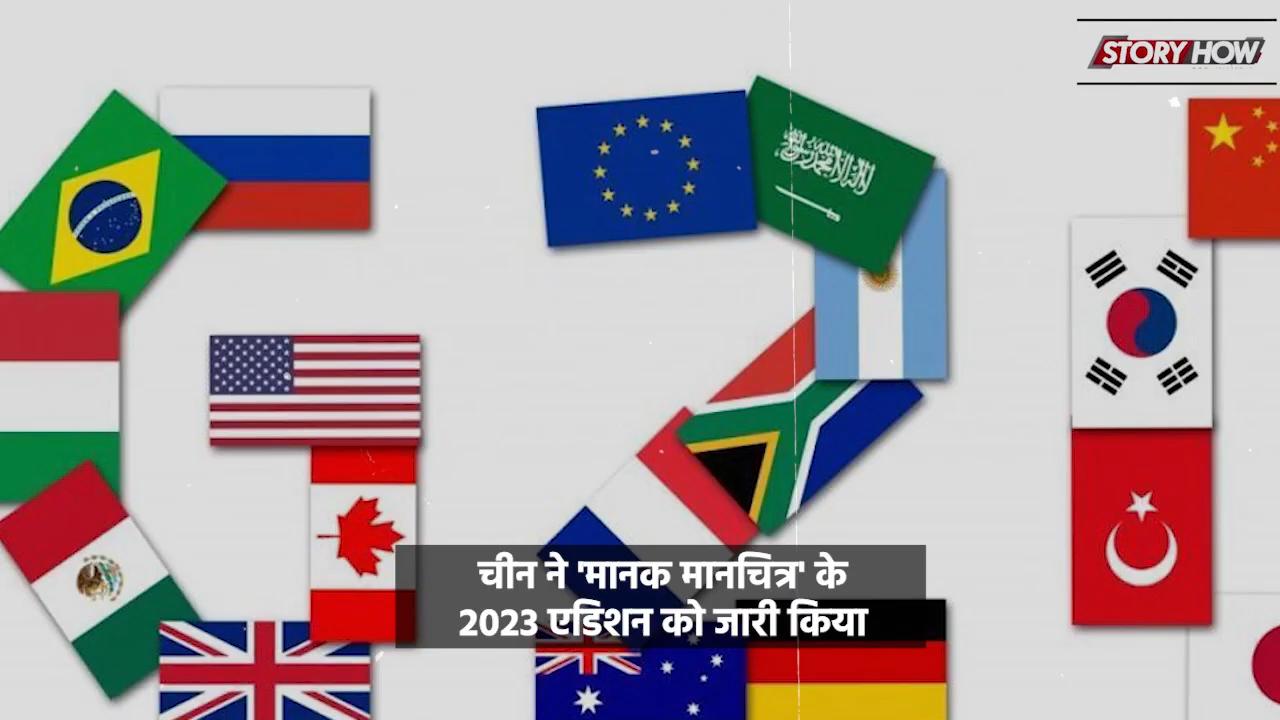 STORY HOW
चीन ने 'मानक मानचित्र' के
2023 एडिशन को जारी किया